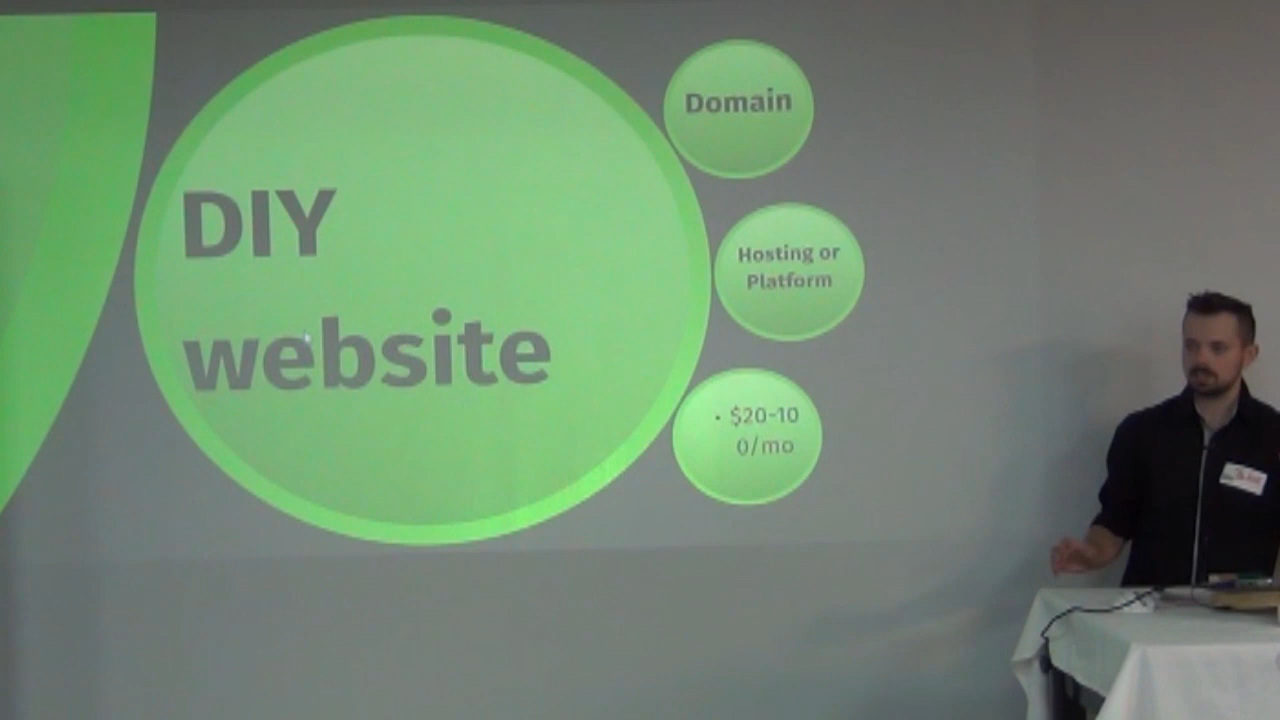 DIY
website
Domain
Hosting or
Platform
• $20-10
0/mo